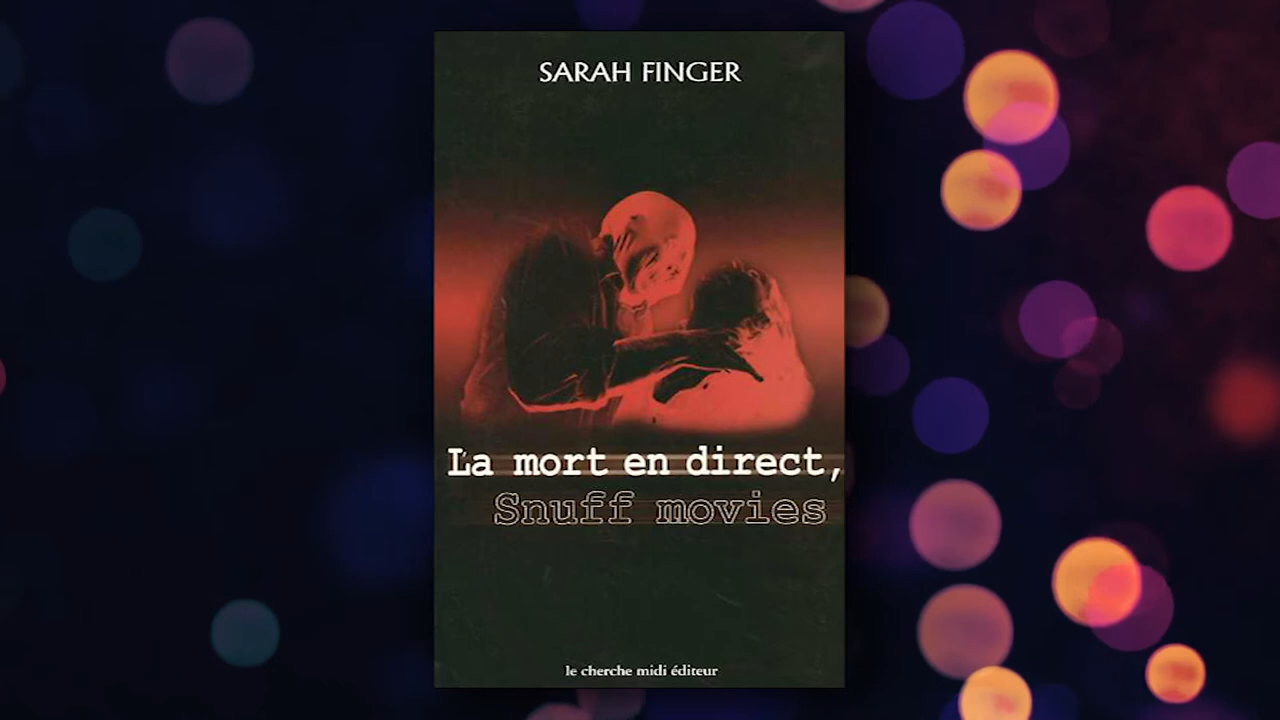 SARAH FINGER
La mort en direct,
Snuff movies
le cherche midi éditeur